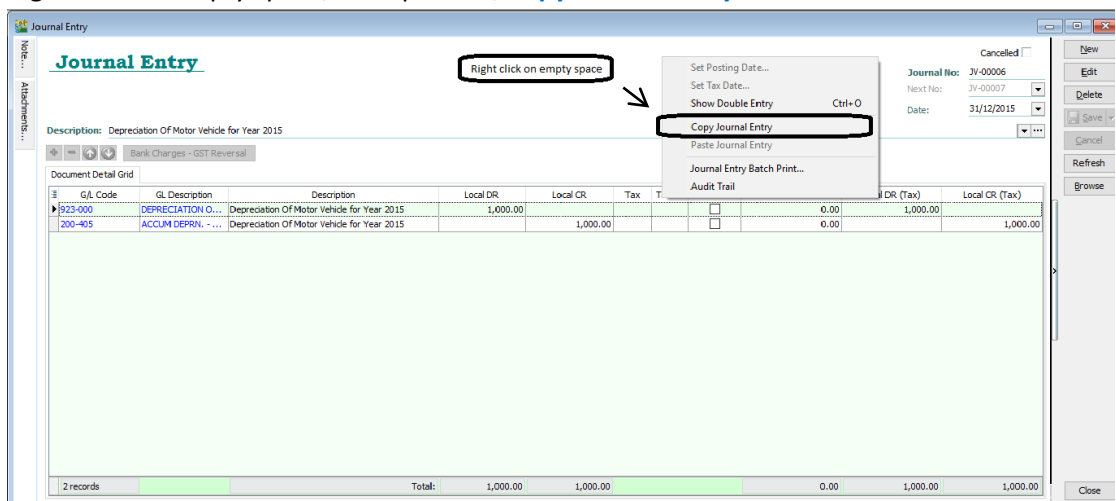 Journal Entry
Note...
Attachments...
Journal Entry
Right click on empty space
Cancelled
Journal No: JV-00006
Next No: JV-00007
Date: 31/12/2015
Set Posting Date...
Set Tax Date...
Show Double Entry Ctrl+O
Copy Journal Entry
Paste Journal Entry
Journal Entry Batch Print...
Audit Trail
Description: Depreciation Of Motor Vehicle for Year 2015
Bank Charges - GST Reversal
Document Detail Grid
G/L Code GL Description Description Local DR Local CR Tax DR (Tax) Local CR (Tax)
923-000 DEPRECIATION O... Depreciation Of Motor Vehicle for Year 2015 1,000.00 0.00 1,000.00
200-405 ACCUM DEPRN. - ... Depreciation Of Motor Vehicle for Year 2015 1,000.00 0.00 1,000.00
2 records Total: 1,000.00 1,000.00 0.00 1,000.00 1,000.00
New
Edit
Delete
Save
Cancel
Refresh
Browse
Close